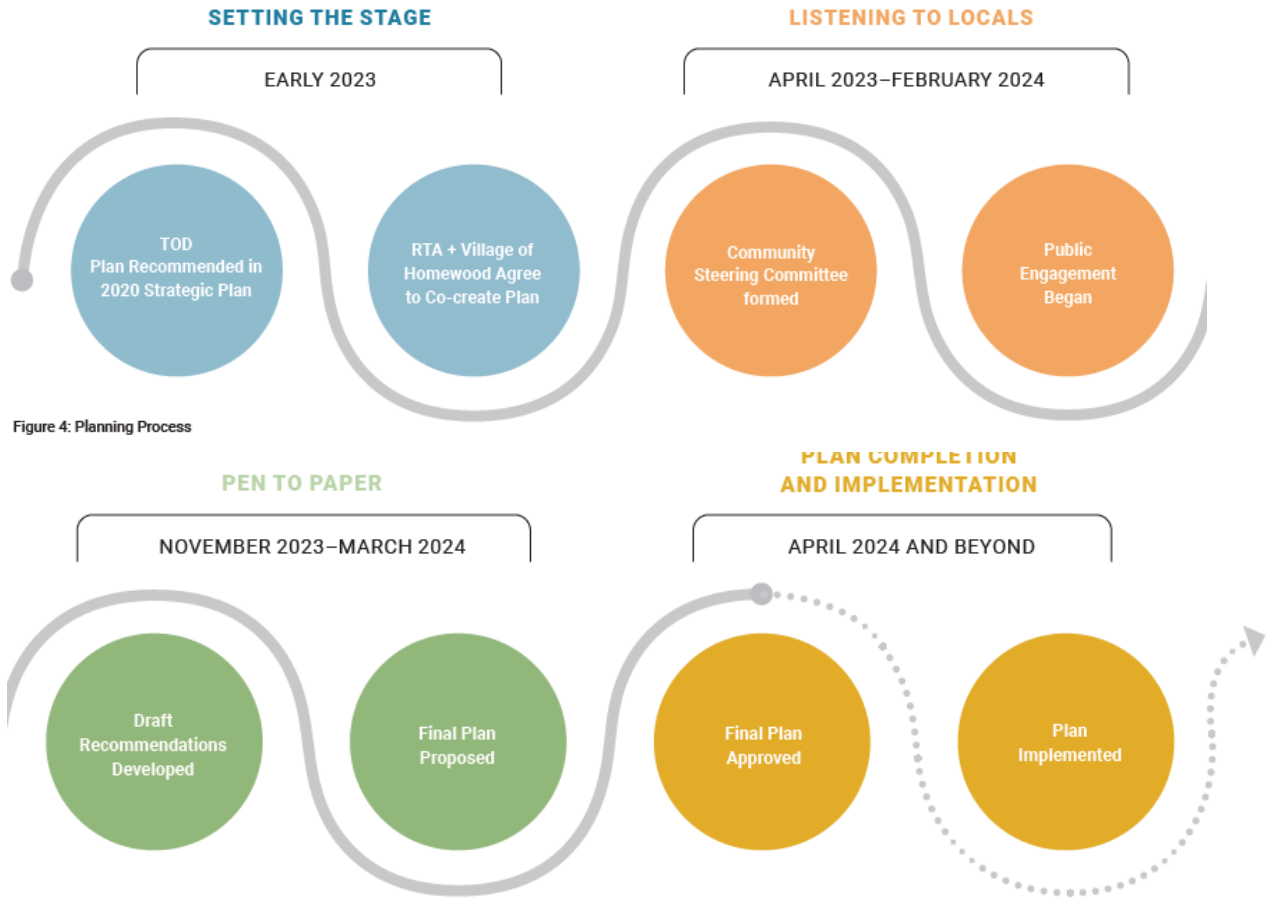 SETTING THE STAGE
EARLY 2023
TOD
Plan Recommended in
2020 Strategic Plan
RTA + Village of
Homewood Agree
to Co-create Plan
LISTENING TO LOCALS
APRIL 2023–FEBRUARY 2024
Community
Steering Committee
formed
Public
Engagement
Began
Figure 4: Planning Process
PEN TO PAPER
NOVEMBER 2023–MARCH 2024
Draft
Recommendations
Developed
Final Plan
Proposed
PLAN COMPLETION
AND IMPLEMENTATION
APRIL 2024 AND BEYOND
Final Plan
Approved
Plan
Implemented